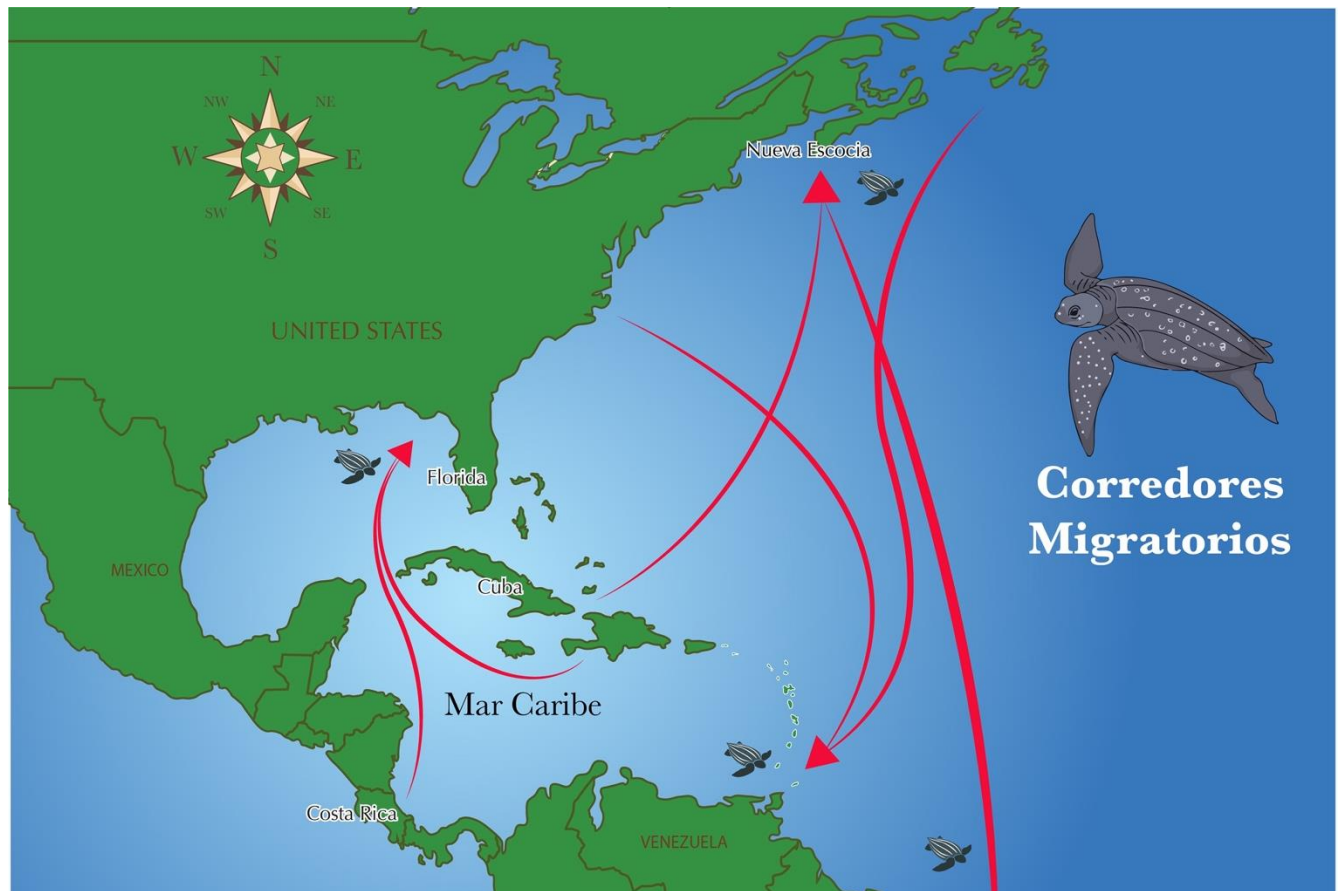 N
NW
NE
W
E
SW
SE
S
Nueva Escocia
UNITED STATES
Florida
Corredores
Migratorios
MEXICO
Cuba
Mar Caribe
Costa Rica
VENEZUELA